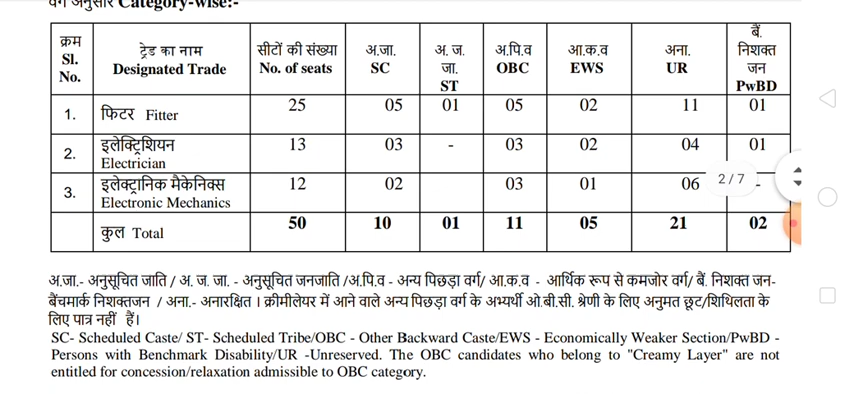 वर्ग अनुसार Category-wise:-
क्रम Sl. No. | ट्रेड का नाम Designated Trade | सीटों की संख्या No. of seats | अ.जा. SC | अ. ज. जा. ST | अ.पि.व OBC | आ.क.व EWS | अना. UR | बैं. निशक्त जन PwBD
1. | फिटर Fitter | 25 | 05 | 01 | 05 | 02 | 11 | 01
2. | इलेक्ट्रिशियन Electrician | 13 | 03 | - | 03 | 02 | 04 | 01
3. | इलेक्ट्रानिक मैकेनिक्स Electronic Mechanics | 12 | 02 | | 03 | 01 | 06 | -
2/7
कुल Total | 50 | 10 | 01 | 11 | 05 | 21 | 02
अ.जा.- अनुसूचित जाति / अ. ज. जा. - अनुसूचित जनजाति /अ.पि.व - अन्य पिछड़ा वर्ग/ आ.क.व - आर्थिक रूप से कमजोर वर्ग/ बैं. निशक्त जन-
बैंचमार्क निशक्तजन / अना.- अनारक्षित । क्रीमीलेयर में आने वाले अन्य पिछड़ा वर्ग के अभ्यर्थी ओ.बी.सी. श्रेणी के लिए अनुमत छूट/शिथिलता के
लिए पात्र नहीं हैं।
SC- Scheduled Caste/ ST- Scheduled Tribe/OBC - Other Backward Caste/EWS - Economically Weaker Section/PwBD -
Persons with Benchmark Disability/UR -Unreserved. The OBC candidates who belong to "Creamy Layer" are not
entitled for concession/relaxation admissible to OBC category.